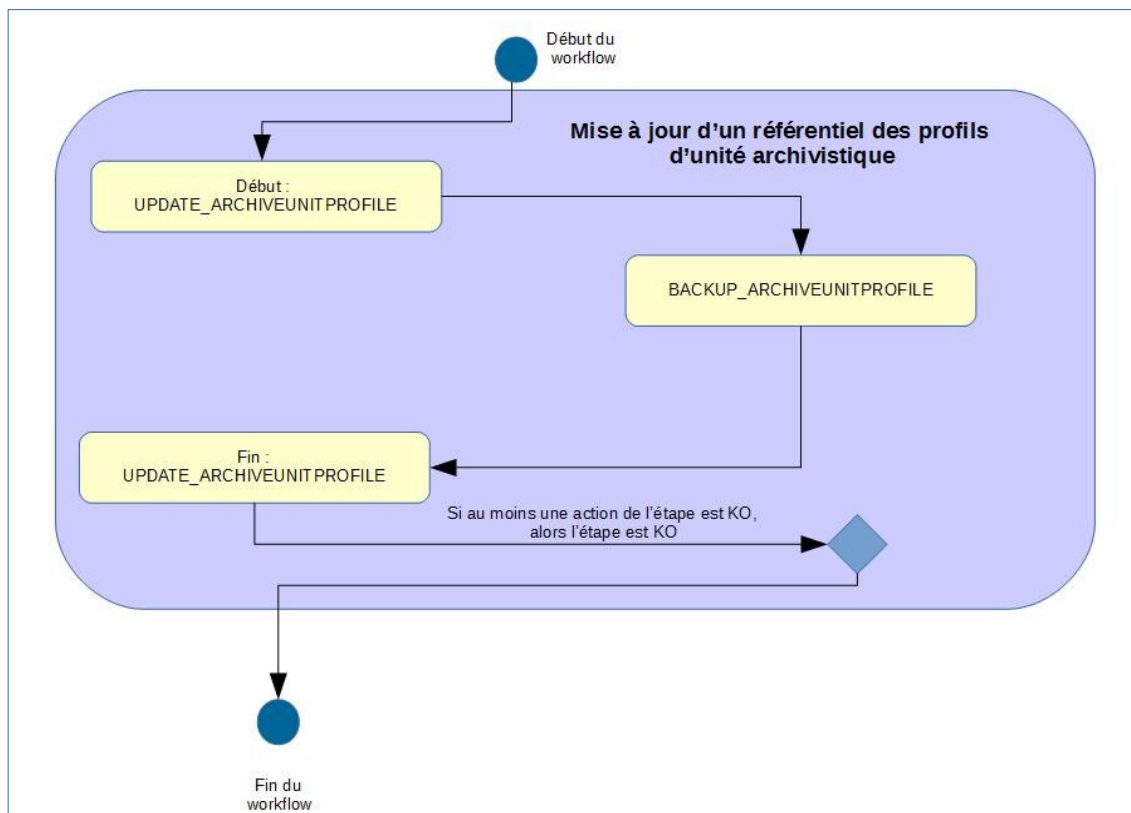 Début du
workflow
Mise à jour d’un référentiel des profils
d’unité archivistique
Début :
UPDATE_ARCHIVEUNITPROFILE
BACKUP_ARCHIVEUNITPROFILE
Fin :
UPDATE_ARCHIVEUNITPROFILE
Si au moins une action de l’étape est KO,
alors l’étape est KO
Fin du
workflow